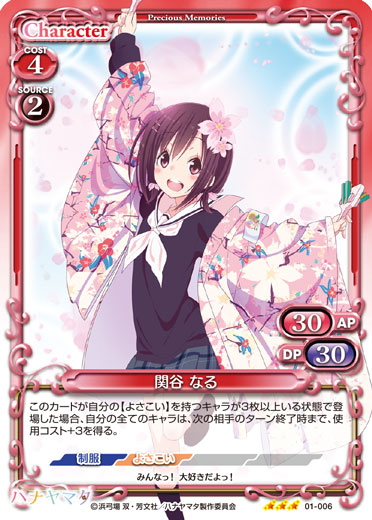 Precious Memories
Character
COST
4
SOURCE
2
30 AP
DP 30
関谷 なる
このカードが自分の【よさこい】を持つキャラが3枚以上いる状態で登
場した場合、自分の全てのキャラは、次の相手のターン終了時まで、使
用コスト+3を得る。
制服 よさこい
みんなっ! 大好きだよっ!
ハナヤマタ
©浜弓場 双・芳文社/ハナヤマタ製作委員会
01-006